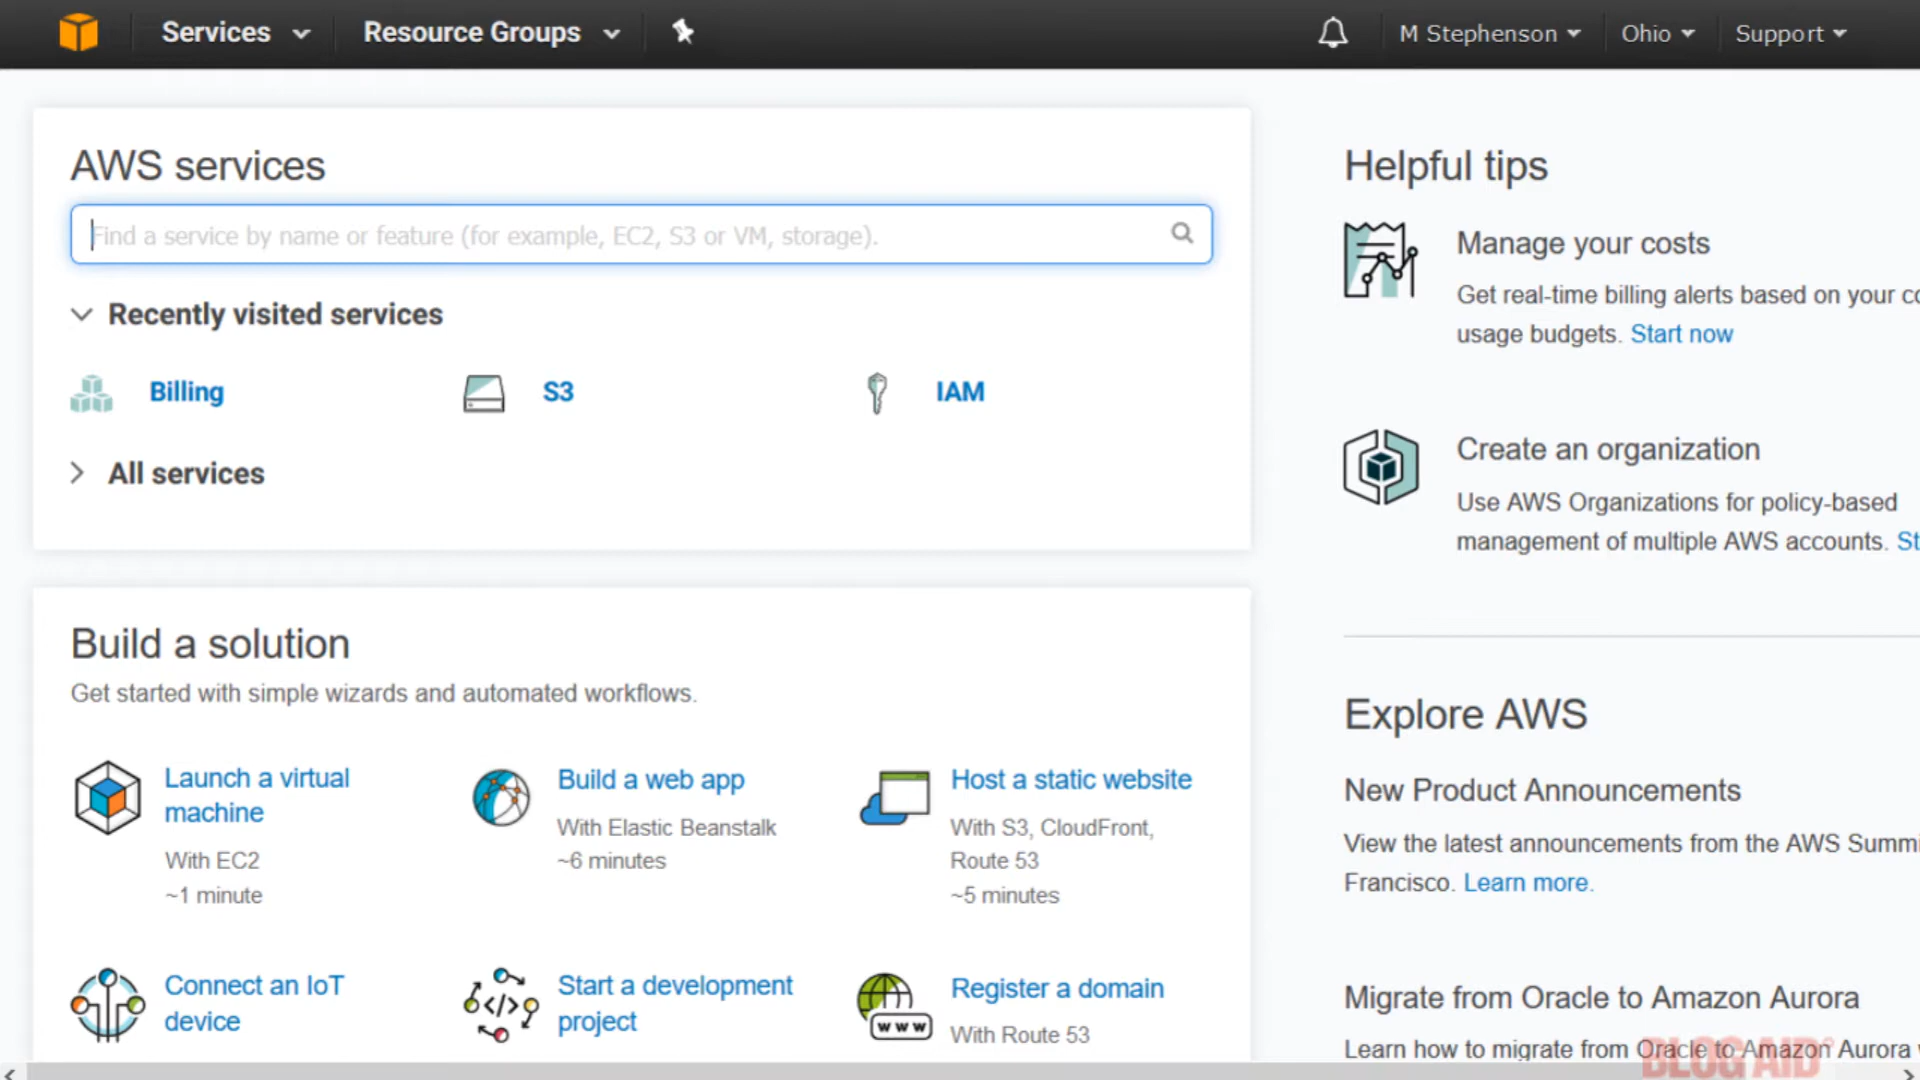 Services
Resource Groups
M Stephenson
Ohio
Support
AWS services
Find a service by name or feature (for example, EC2, S3 or VM, storage).
Recently visited services
Billing
S3
IAM
All services
Build a solution
Get started with simple wizards and automated workflows.
Launch a virtual
machine
With EC2
~1 minute
Build a web app
With Elastic Beanstalk
~6 minutes
Host a static website
With S3, CloudFront,
Route 53
~5 minutes
Connect an IoT
device
Start a development
project
Register a domain
With Route 53
www
Helpful tips
Manage your costs
Get real-time billing alerts based on your
usage budgets. Start now
Create an organization
Use AWS Organizations for policy-based
management of multiple AWS accounts.
Explore AWS
New Product Announcements
View the latest announcements from the AWS
Francisco. Learn more.
Migrate from Oracle to Amazon Aurora
Learn how to migrate from Oracle to Amazon Aurora
BLOG AID